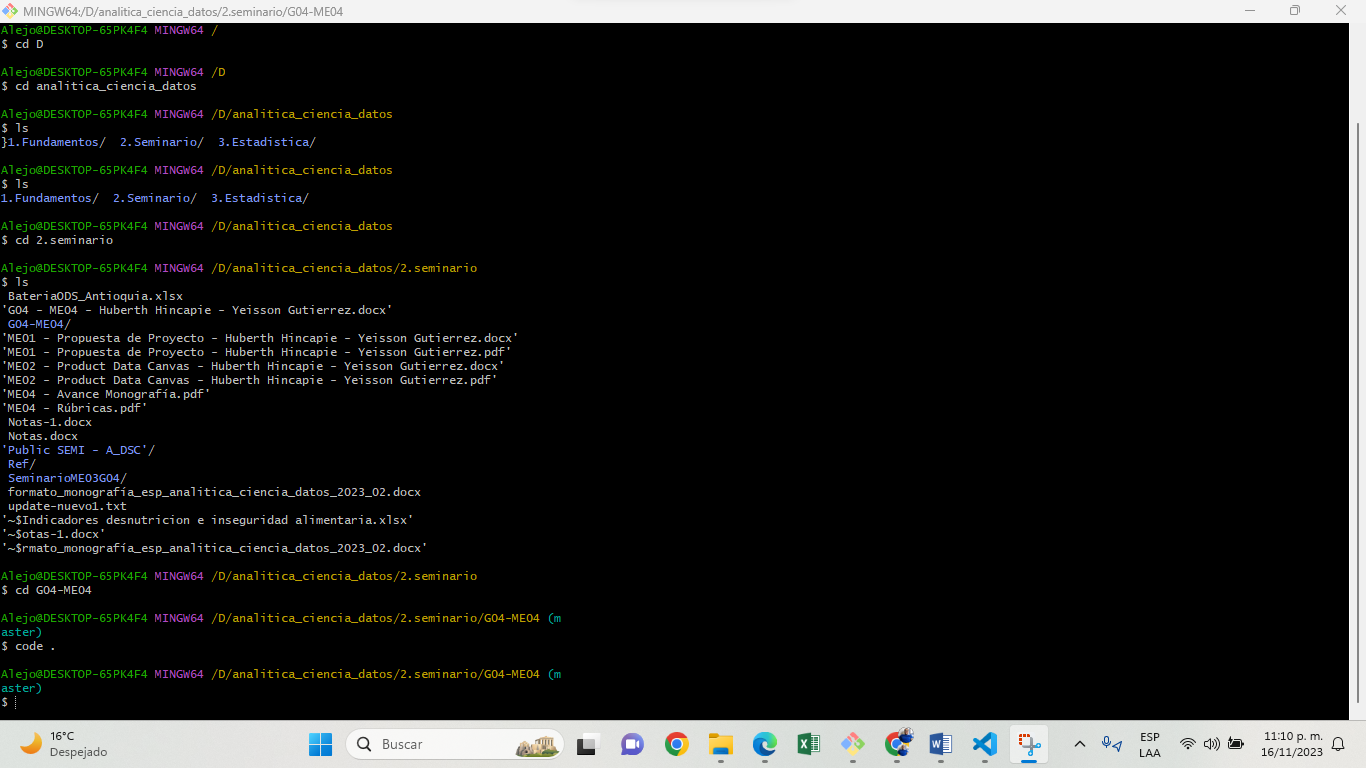 MINGW64:/D/analitica_ciencia_datos/2.seminario/G04-ME04
Alejo@DESKTOP-65PK4F4 MINGW64 /
$ cd D
Alejo@DESKTOP-65PK4F4 MINGW64 /D
$ cd analitica_ciencia_datos
Alejo@DESKTOP-65PK4F4 MINGW64 /D/analitica_ciencia_datos
$ ls
}1.Fundamentos/  2.Seminario/  3.Estadistica/
Alejo@DESKTOP-65PK4F4 MINGW64 /D/analitica_ciencia_datos
$ ls
1.Fundamentos/  2.Seminario/  3.Estadistica/
Alejo@DESKTOP-65PK4F4 MINGW64 /D/analitica_ciencia_datos
$ cd 2.seminario
Alejo@DESKTOP-65PK4F4 MINGW64 /D/analitica_ciencia_datos/2.seminario
$ ls
BateriaODS_Antioquia.xlsx
'G04 - ME04 - Huberth Hincapie - Yeisson Gutierrez.docx'
G04-ME04/
'ME01 - Propuesta de Proyecto - Huberth Hincapie - Yeisson Gutierrez.docx'
'ME01 - Propuesta de Proyecto - Huberth Hincapie - Yeisson Gutierrez.pdf'
'ME02 - Product Data Canvas - Huberth Hincapie - Yeisson Gutierrez.docx'
'ME02 - Product Data Canvas - Huberth Hincapie - Yeisson Gutierrez.pdf'
'ME04 - Avance Monografía.pdf'
'ME04 - Rúbricas.pdf'
Notas-1.docx
Notas.docx
'Public SEMI - A_DSC'/
Ref/
SeminarioME03G04/
formato_monografía_esp_analitica_ciencia_datos_2023_02.docx
update-nuevo1.txt
'~$Indicadores desnutricion e inseguridad alimentaria.xlsx'
'~$otas-1.docx'
'~$rmato_monografía_esp_analitica_ciencia_datos_2023_02.docx'
Alejo@DESKTOP-65PK4F4 MINGW64 /D/analitica_ciencia_datos/2.seminario
$ cd G04-ME04
Alejo@DESKTOP-65PK4F4 MINGW64 /D/analitica_ciencia_datos/2.seminario/G04-ME04 (m
aster)
$ code .
Alejo@DESKTOP-65PK4F4 MINGW64 /D/analitica_ciencia_datos/2.seminario/G04-ME04 (m
aster)
$
16°C
Despejado
Buscar
ESP
LAA
11:10 p. m.
16/11/2023